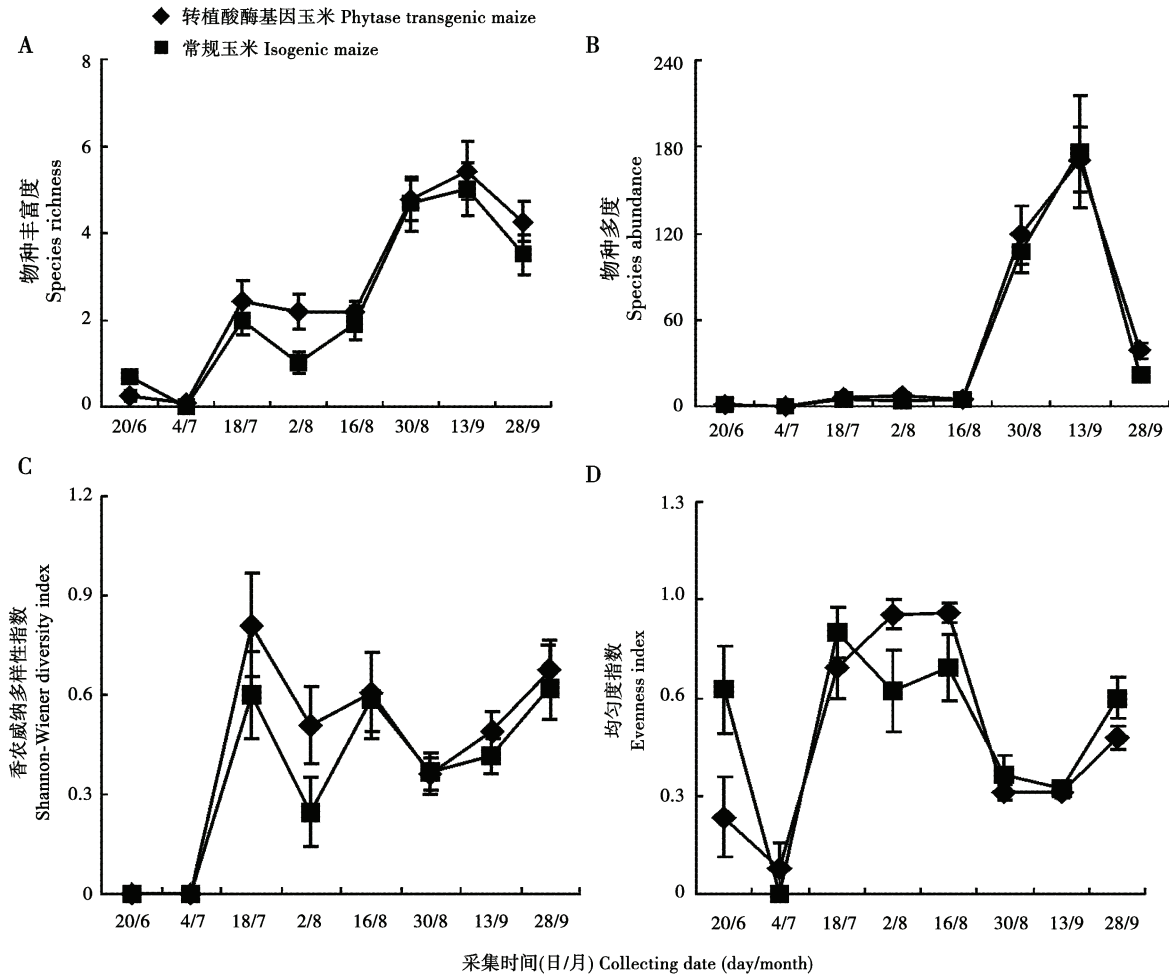 转植酸酶基因玉米 Phytase transgenic maize
常规玉米 Isogenic maize
A
物种丰富度
Species richness
8
6
4
2
0
20/6 4/7 18/7 2/8 16/8 30/8 13/9 28/9
B
物种多度
Species abundance
240
180
120
60
0
20/6 4/7 18/7 2/8 16/8 30/8 13/9 28/9
C
香农威纳多样性指数
Shannon-Wiener diversity index
1.2
0.9
0.6
0.3
0
20/6 4/7 18/7 2/8 16/8 30/8 13/9 28/9
D
均匀度指数
Evenness index
1.3
1.0
0.6
0.3
0
20/6 4/7 18/7 2/8 16/8 30/8 13/9 28/9
采集时间(日/月) Collecting date (day/month)